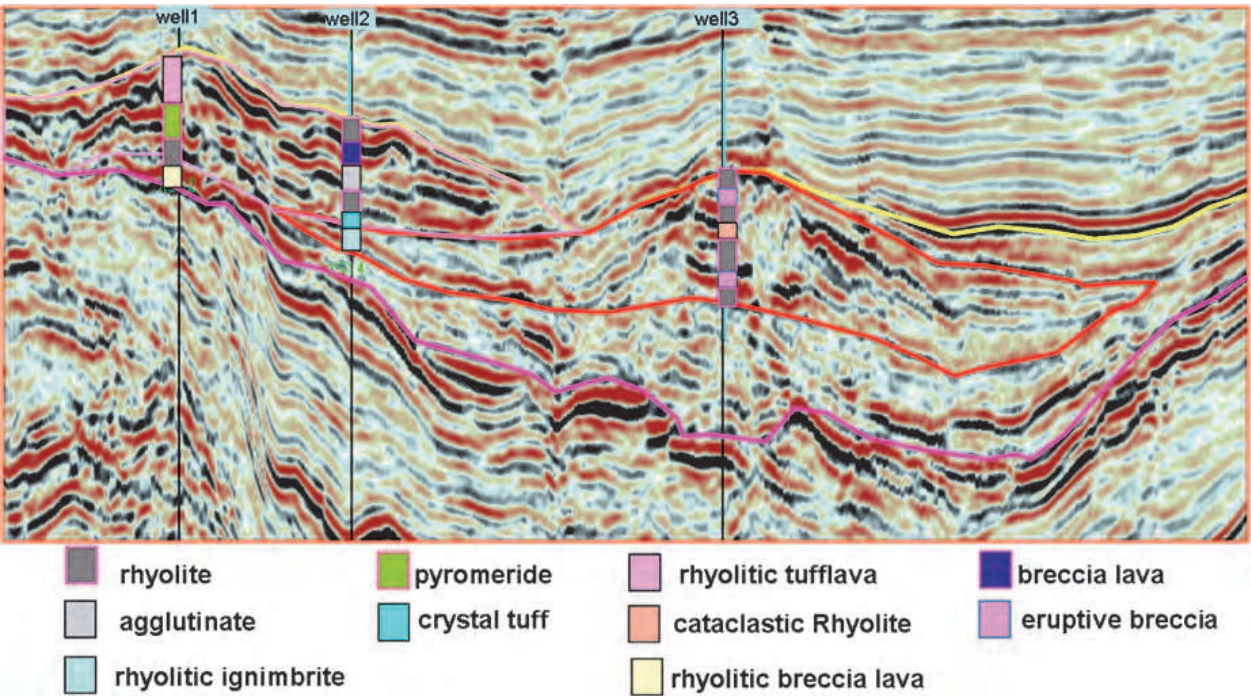 well1 well2 well3
rhyolite pyromeride rhyolitic tufflava breccia lava
agglutinate crystal tuff cataclastic Rhyolite eruptive breccia
rhyolitic ignimbrite rhyolitic breccia lava